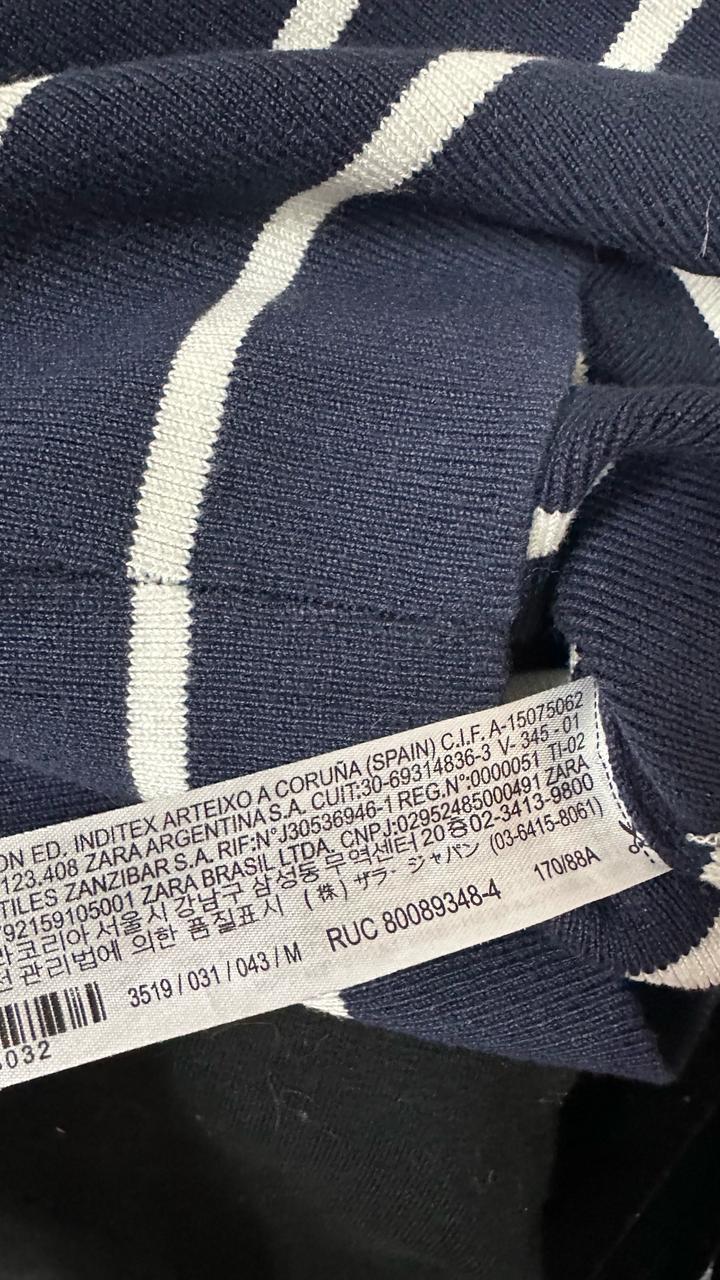 ON ED. INDITEX ARTEIXO A CORUÑA (SPAIN) C.I.F. A-15075062
123.408 ZARA ARGENTINA S.A. CUIT:30-69314836-3 V- 345 -01
TILES ZANZIBAR S.A. RIF:N°J30536946-1 REG.N°:0000051 TI-02
792159105001 ZARA BRASIL LTDA. CNPJ:02952485000491 ZARA
라코리아 서울시 강남구 삼성동 무역센터 20층 02-3413-9800
전 관리법에 의한 품질표시 (株) ザラ・ジャパン (03-6415-8061)
3519 / 031 / 043 / M RUC 80089348-4 170/88A
032